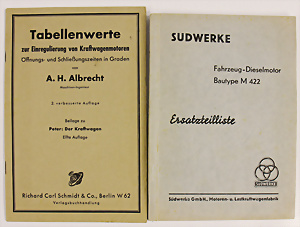 Tabellenwerte
zur Einregulierung von Kraftwagenmotoren
Öffnungs- und Schließungszeiten in Graden
von
A. H. Albrecht
Maschineningenieur
2. verbesserte Auflage
Beilage zu
Peter: Der Kraftwagen
Elfte Auflage
Richard Carl Schmidt & Co., Berlin W 62
Verlagsbuchhandlung
SÜDWERKE
Fahrzeug-Dieselmotor
Bautype M 422
Ersatzteilliste
SÜDWERKE
Südwerke GmbH., Motoren- u. Lastkraftwagenfabrik